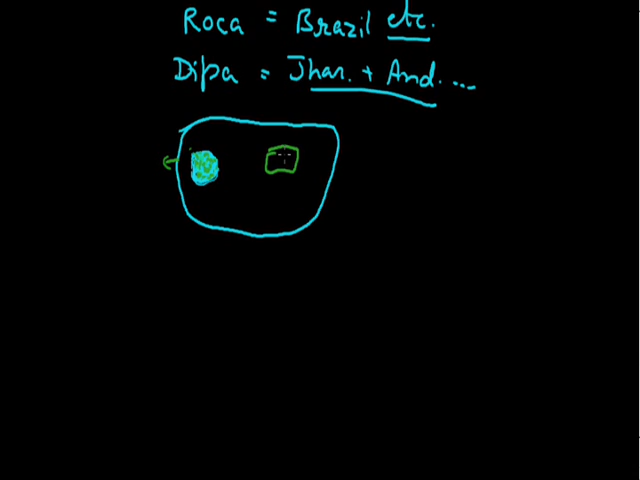 Roca = Brazil etc.
Dipa = Jhar. + And. ...